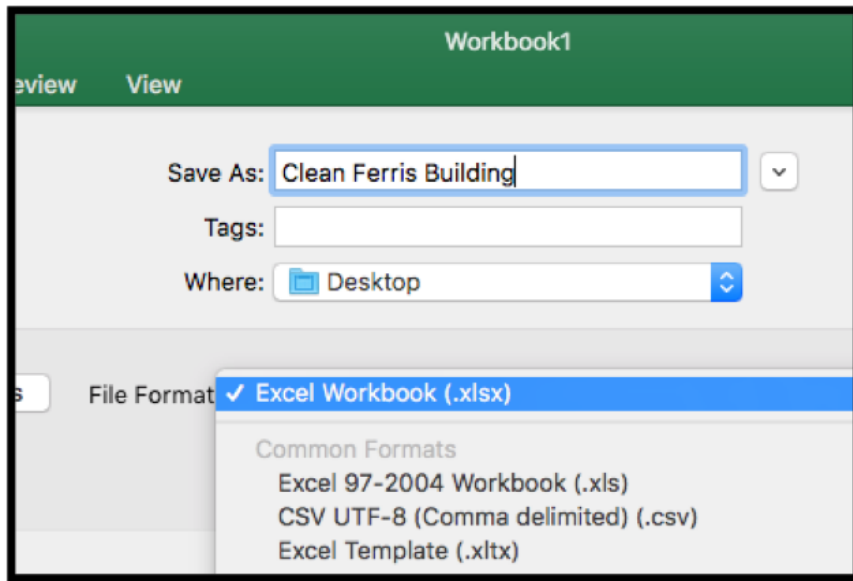 Workbook1
eview View
Save As: Clean Ferris Building
Tags:
Where: Desktop
s File Format ✓ Excel Workbook (.xlsx)
Common Formats
Excel 97-2004 Workbook (.xls)
CSV UTF-8 (Comma delimited) (.csv)
Excel Template (.xltx)